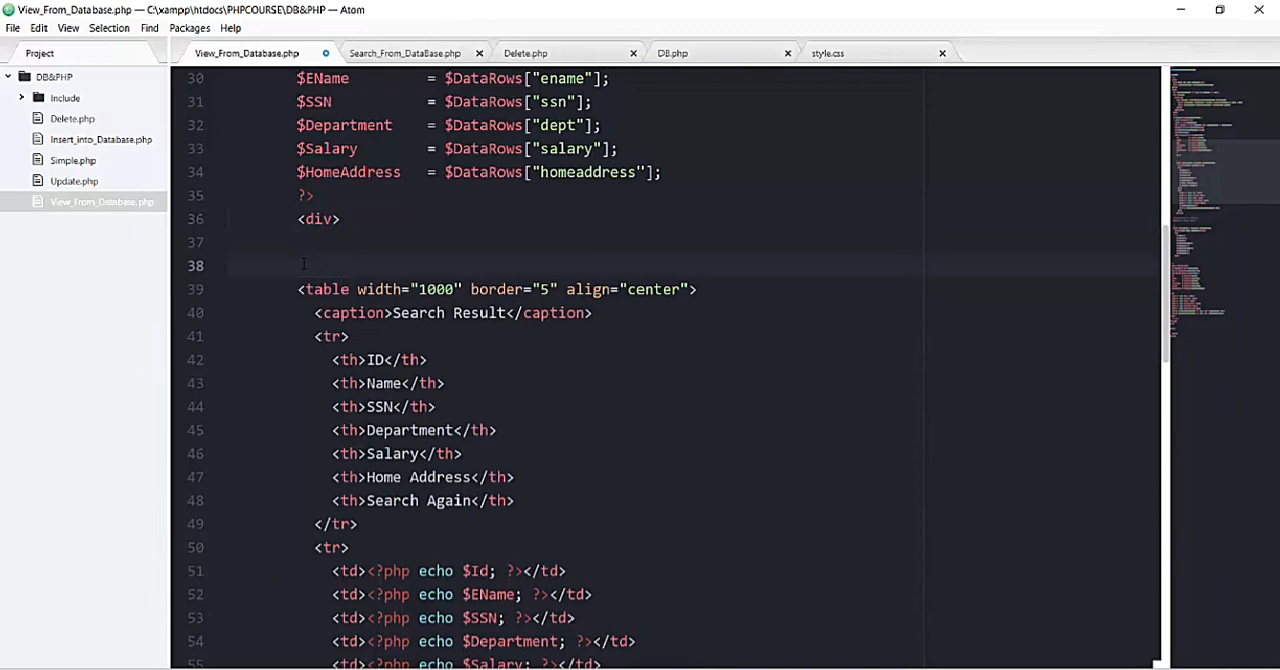 View_From_Database.php — C:\xampp\htdocs\PHPCOURSE\DB&PHP — Atom
File Edit View Selection Find Packages Help
Project View_From_Database.php Search_From_DataBase.php Delete.php DB.php style.css
DB&PHP
Include
Delete.php
Insert_into_Database.php
Simple.php
Update.php
View_From_Database.php
30 $EName = $DataRows["ename"];
31 $SSN = $DataRows["ssn"];
32 $Department = $DataRows["dept"];
33 $Salary = $DataRows["salary"];
34 $HomeAddress = $DataRows["homeaddress"];
35 ?>
36 <div>
37
38
39 <table width="1000" border="5" align="center">
40 <caption>Search Result</caption>
41 <tr>
42 <th>ID</th>
43 <th>Name</th>
44 <th>SSN</th>
45 <th>Department</th>
46 <th>Salary</th>
47 <th>Home Address</th>
48 <th>Search Again</th>
49 </tr>
50 <tr>
51 <td><?php echo $Id; ?></td>
52 <td><?php echo $EName; ?></td>
53 <td><?php echo $SSN; ?></td>
54 <td><?php echo $Department; ?></td>
55 <td><?php echo $Salary; ?></td>